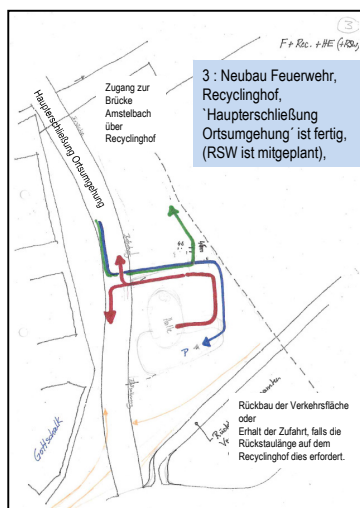 3
F + Rec. + HE (+RSW)
3 : Neubau Feuerwehr,
Recyclinghof,
`Haupterschließung
Ortsumgehung´ ist fertig,
(RSW ist mitgeplant),
Zugang zur
Brücke
Amstelbach
über
Recyclinghof
Haupterschließung Ortsumgehung
Halle
P
Gottschalk
Rückbau der Verkehrsfläche
oder
Erhalt der Zufahrt, falls die
Rückstaulänge auf dem
Recyclinghof dies erfordert.